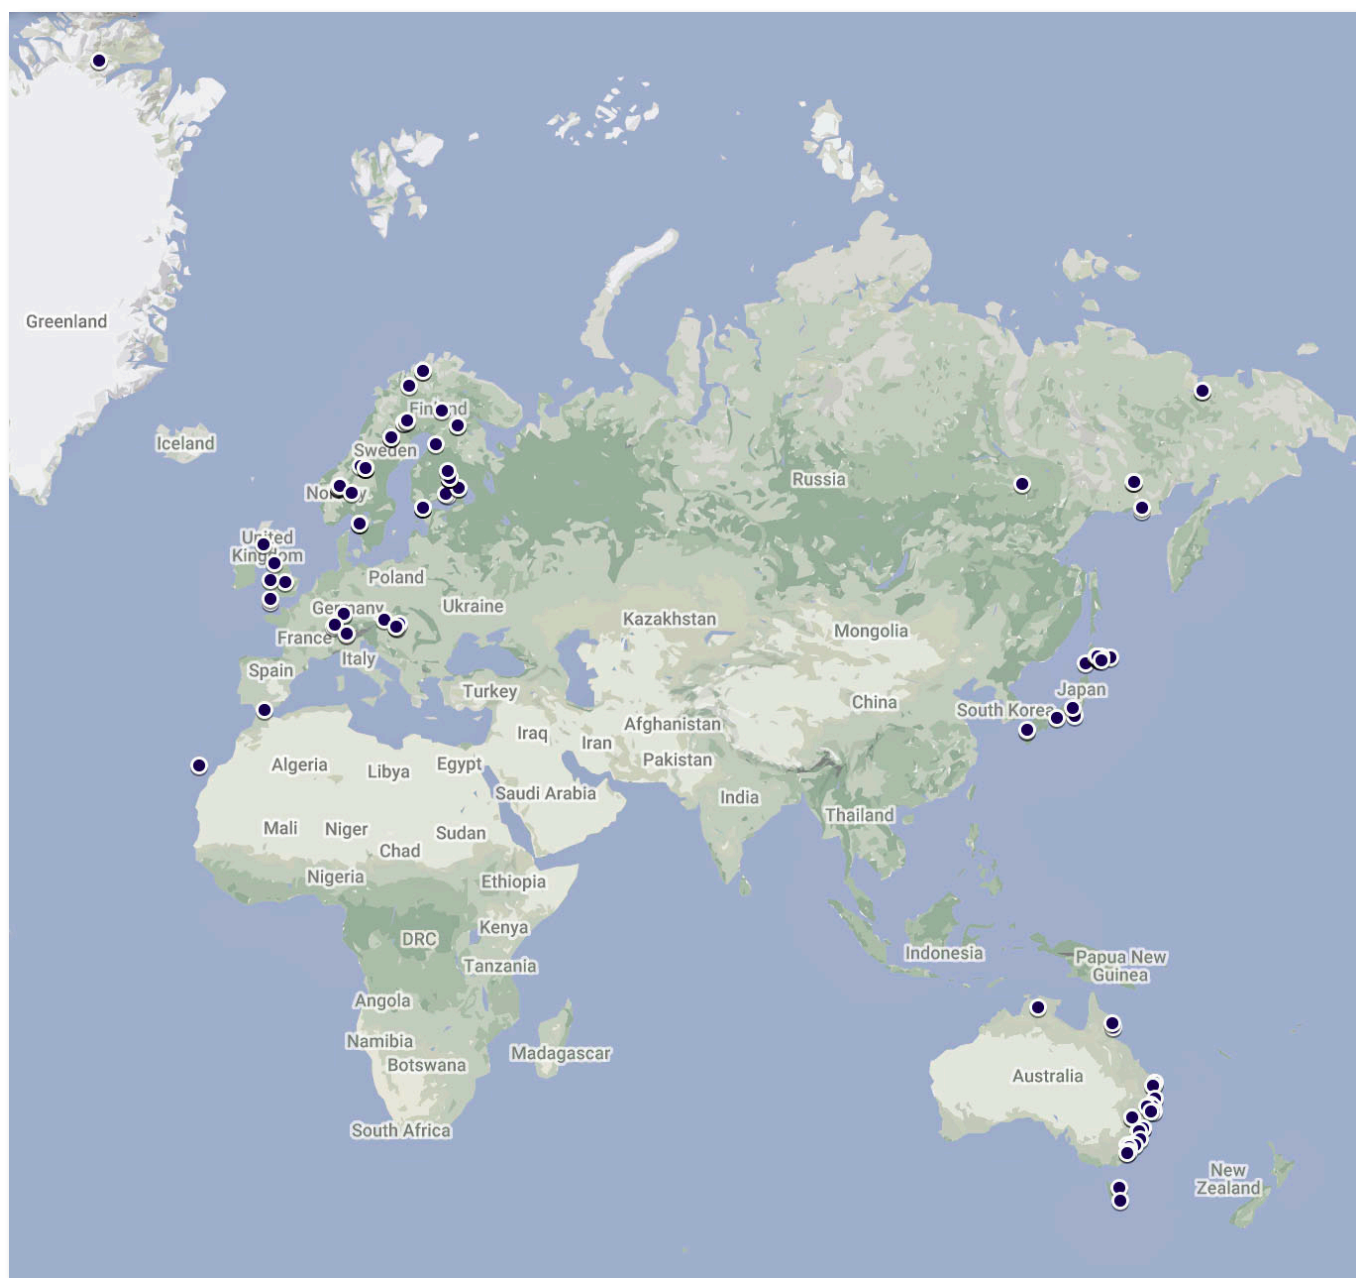 Greenland
Iceland
Finland
Sweden
Norway
United
Kingdom
Poland
Germany
Ukraine
France
Italy
Spain
Turkey
Russia
Kazakhstan
Mongolia
Japan
South Korea
China
Afghanistan
Iraq
Iran
Pakistan
Algeria
Libya
Egypt
Saudi Arabia
India
Thailand
Mali
Niger
Sudan
Chad
Nigeria
Ethiopia
Kenya
DRC
Tanzania
Indonesia
Papua New
Guinea
Angola
Namibia
Botswana
Madagascar
South Africa
Australia
New
Zealand